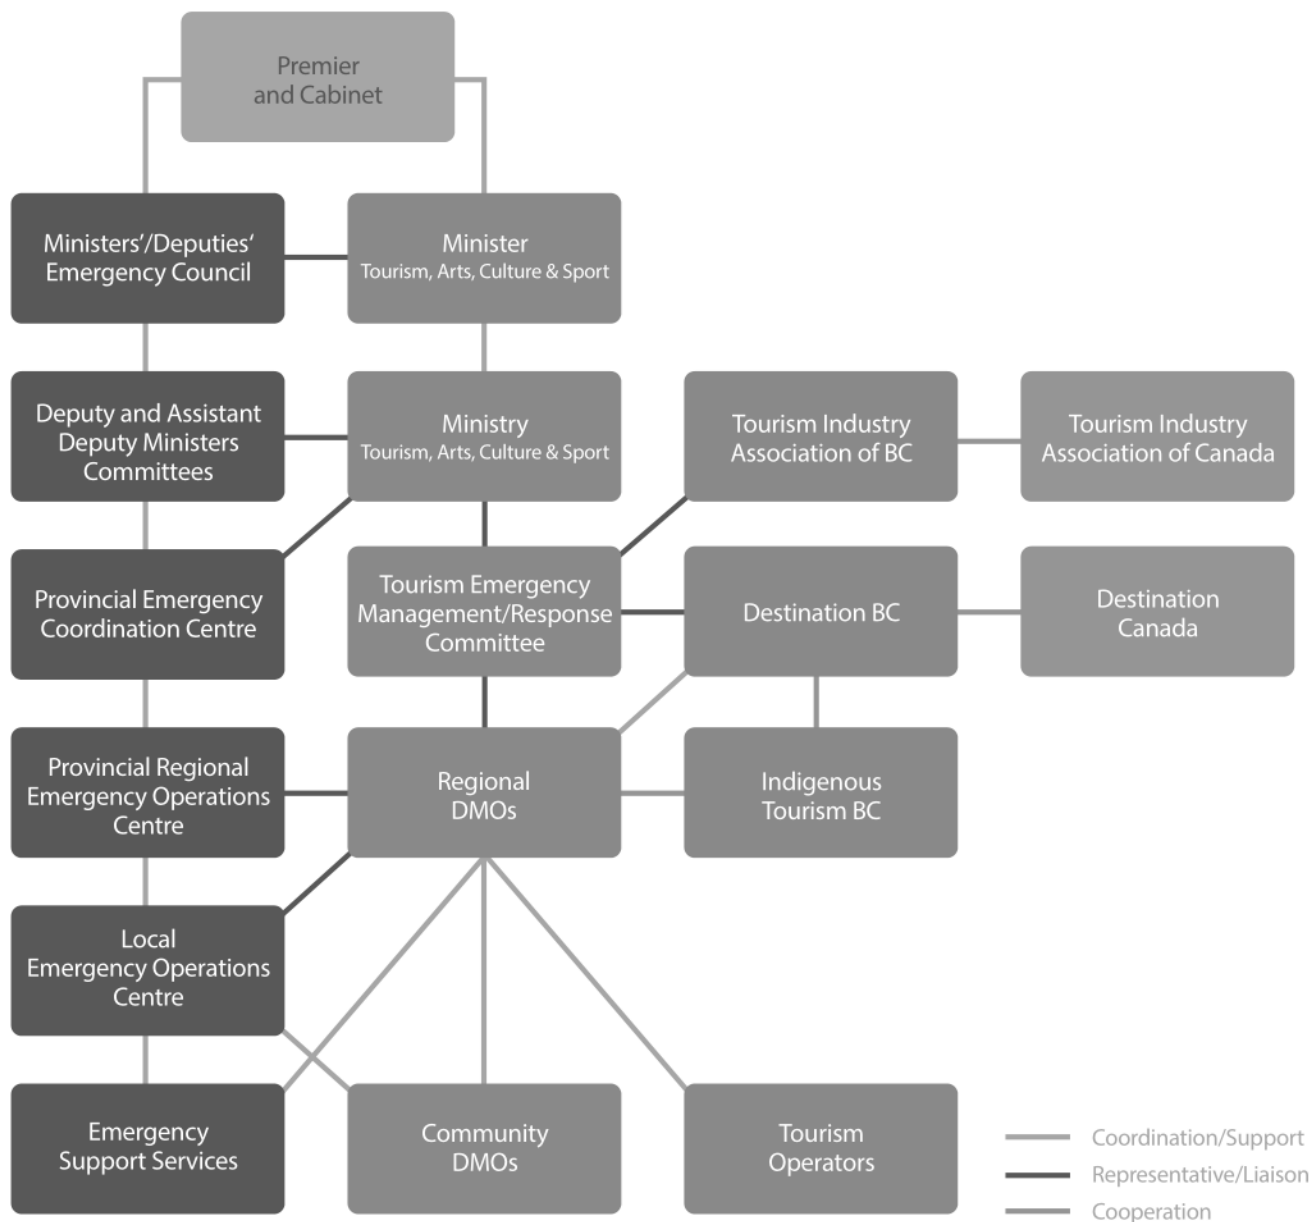 Premier
and Cabinet
Ministers’/Deputies‘
Emergency Council
Minister
Tourism, Arts, Culture & Sport
Deputy and Assistant
Deputy Ministers
Committees
Ministry
Tourism, Arts, Culture & Sport
Tourism Industry
Association of BC
Tourism Industry
Association of Canada
Provincial Emergency
Coordination Centre
Tourism Emergency
Management/Response
Committee
Destination BC
Destination
Canada
Provincial Regional
Emergency Operations
Centre
Regional
DMOs
Indigenous
Tourism BC
Local
Emergency Operations
Centre
Emergency
Support Services
Community
DMOs
Tourism
Operators
Coordination/Support
Representative/Liaison
Cooperation